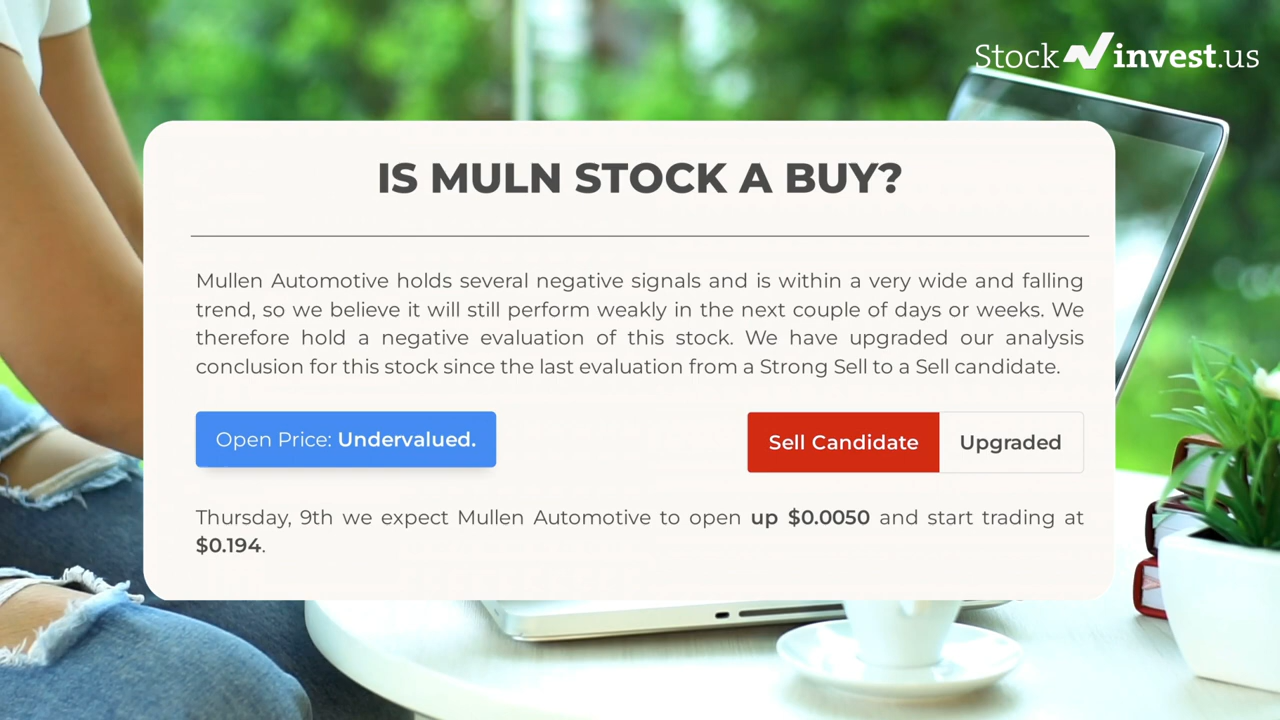 Stock invest.us
IS MULN STOCK A BUY?
Mullen Automotive holds several negative signals and is within a very wide and falling
trend, so we believe it will still perform weakly in the next couple of days or weeks. We
therefore hold a negative evaluation of this stock. We have upgraded our analysis
conclusion for this stock since the last evaluation from a Strong Sell to a Sell candidate.
Open Price: Undervalued.
Sell Candidate Upgraded
Thursday, 9th we expect Mullen Automotive to open up $0.0050 and start trading at
$0.194.